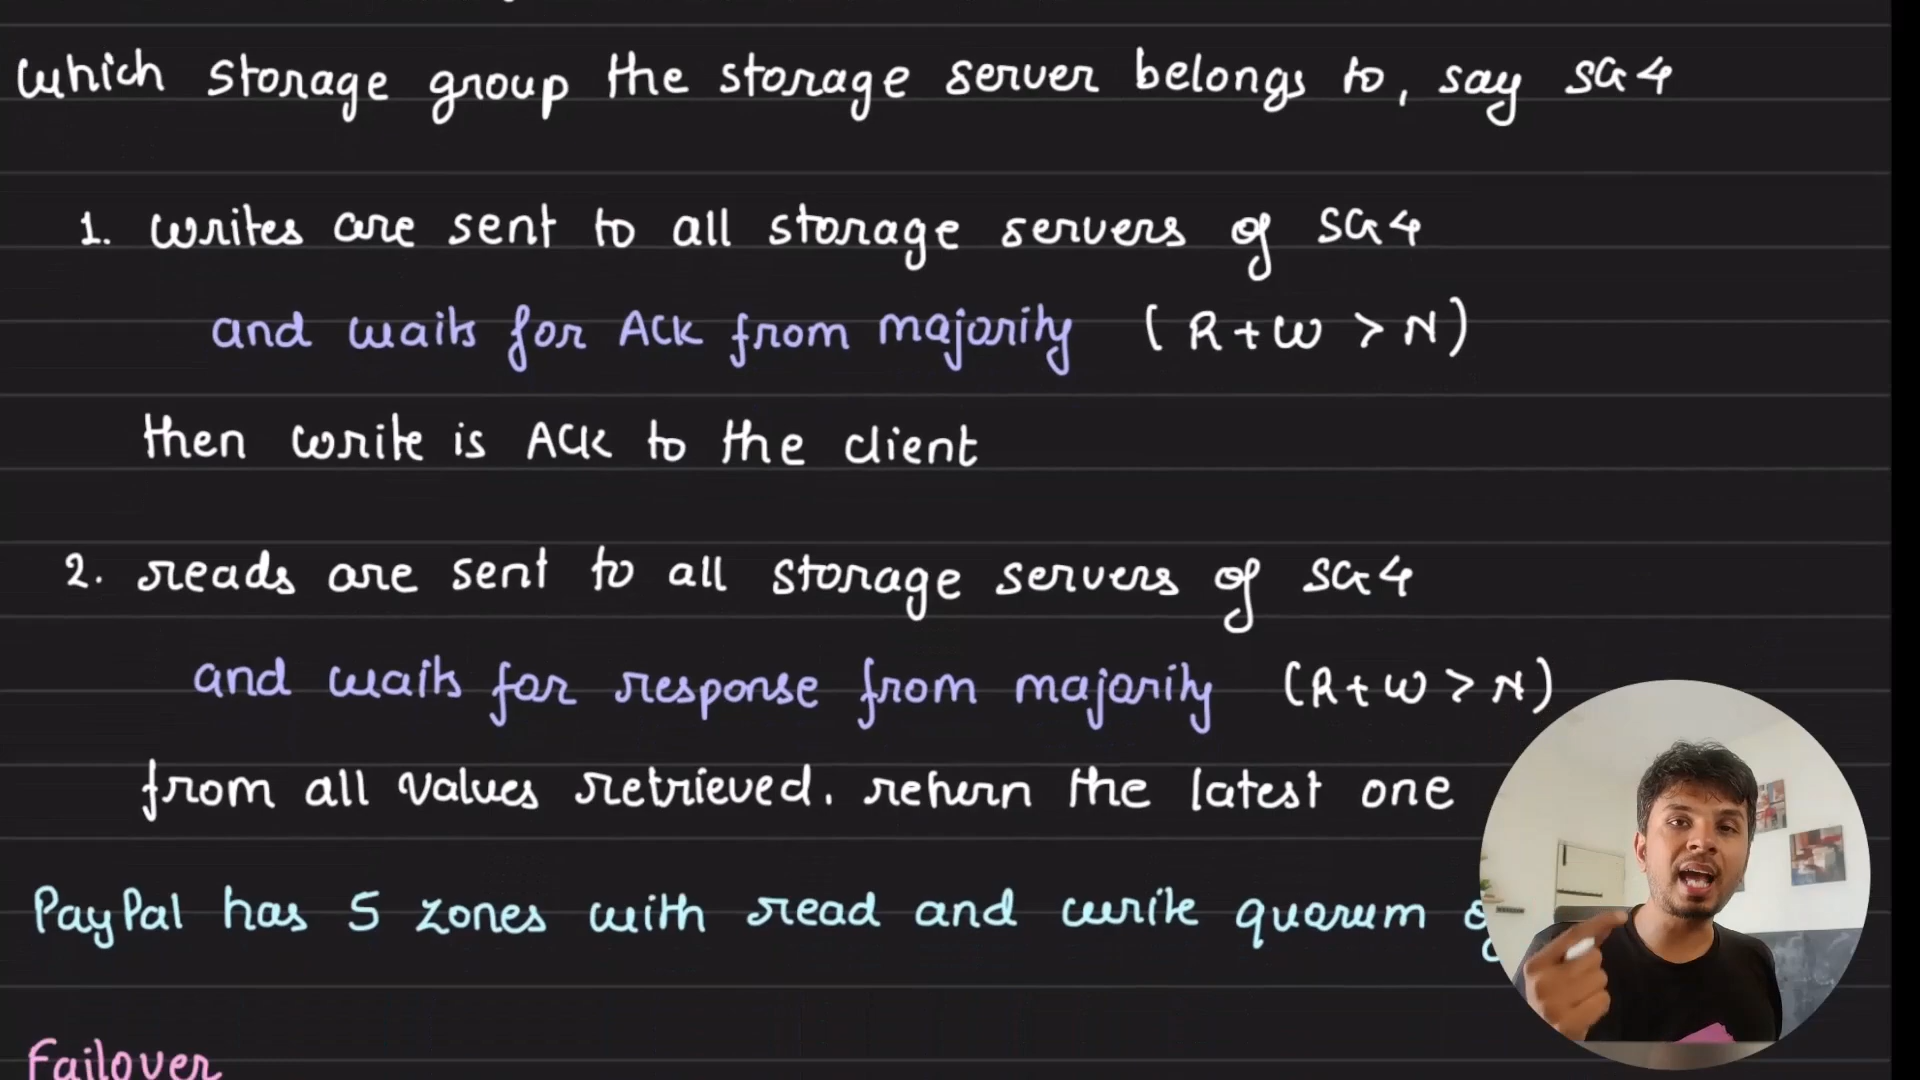 which storage group the storage server belongs to, say SG4
1. writes are sent to all storage servers of SG4
and waits for Ack from majority (R+W > N)
then write is Ack to the client
2. reads are sent to all storage servers of SG4
and waits for response from majority (R+W > N)
from all values retrieved. return the latest one
PayPal has 5 zones with read and write quorum
Failover